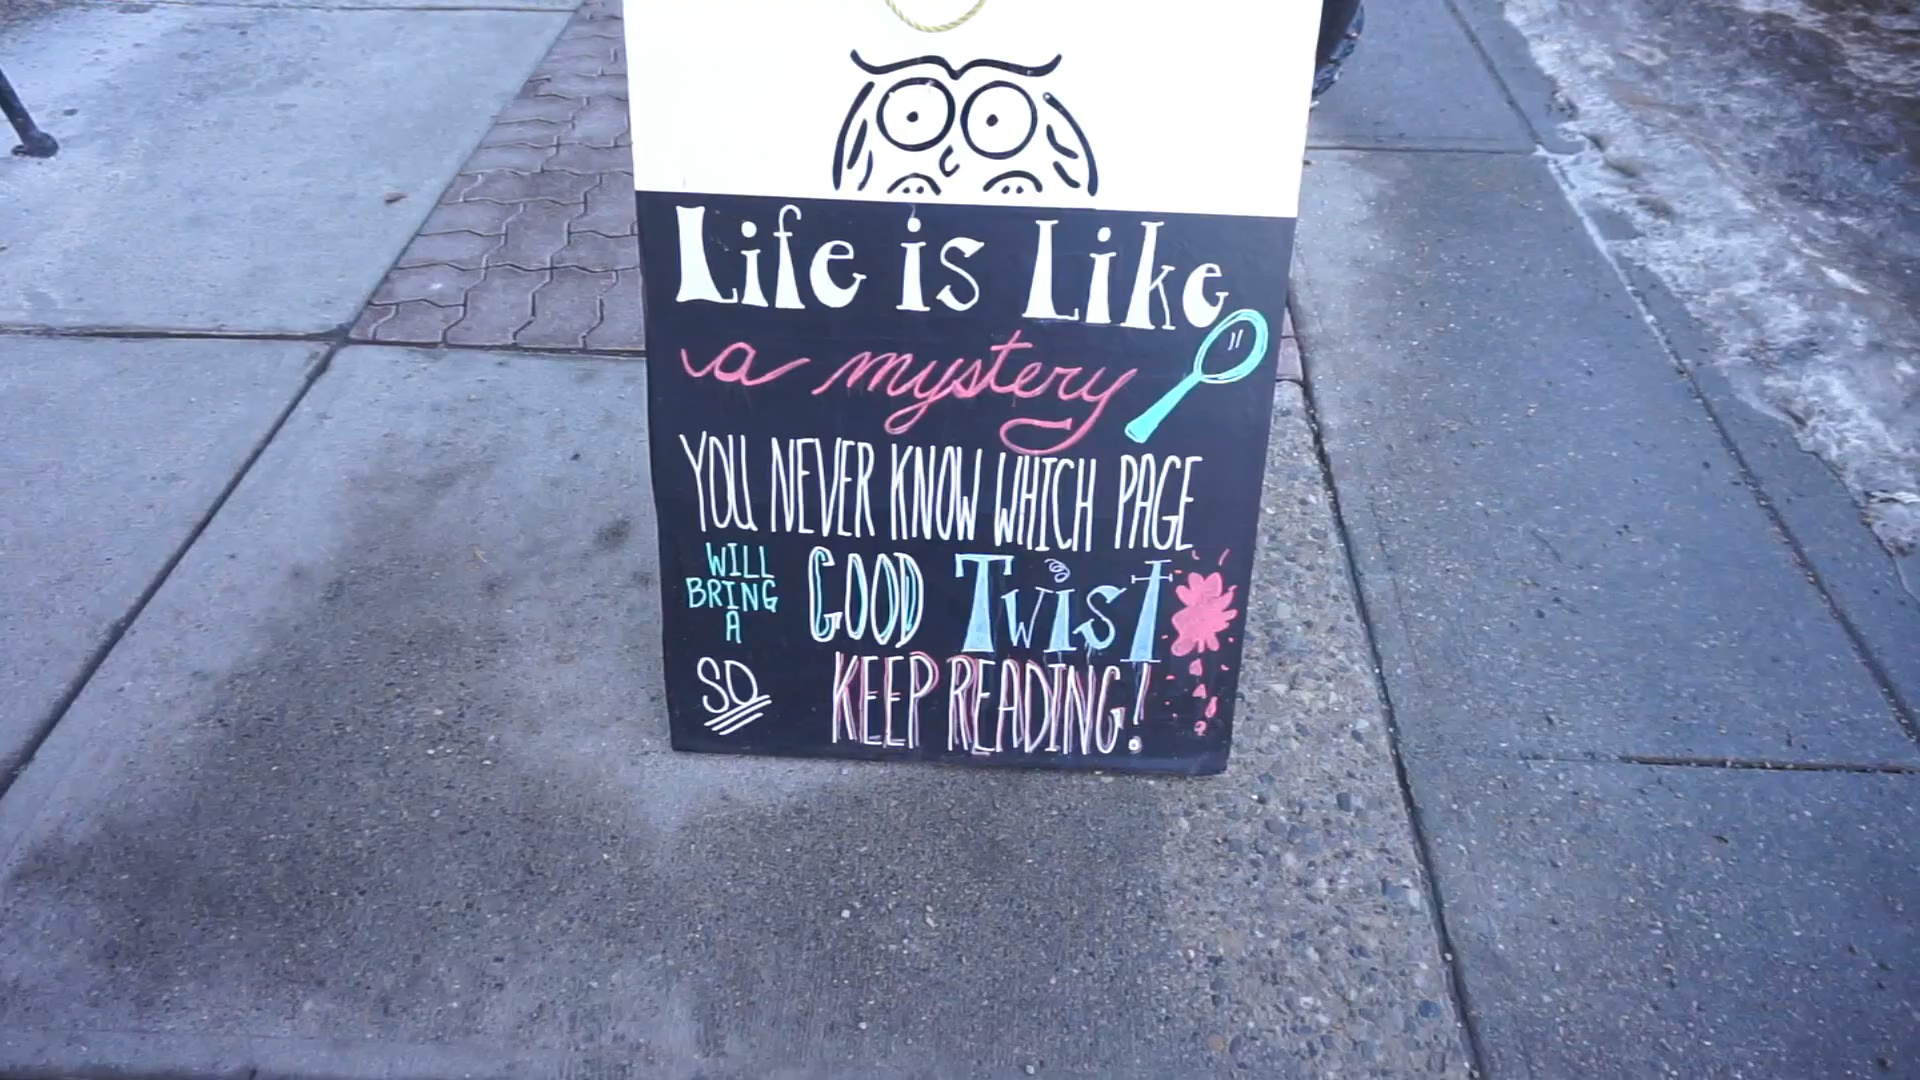 Life is Like
a mystery
YOU NEVER KNOW WHICH PAGE
WILL BRING A GOOD TWIST
SO KEEP READING!